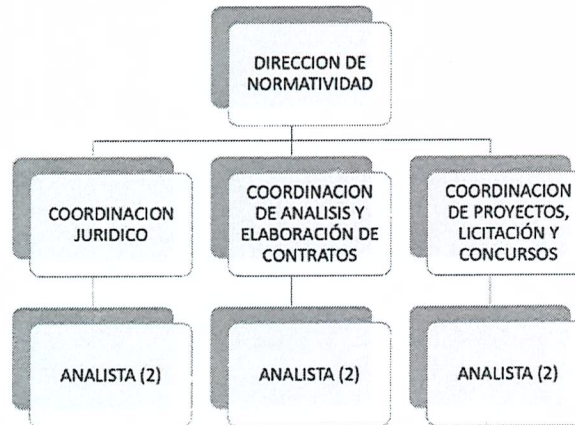 DIRECCION DE
NORMATIVIDAD
COORDINACION
JURIDICO
COORDINACION
DE ANALISIS Y
ELABORACIÓN DE
CONTRATOS
COORDINACION
DE PROYECTOS,
LICITACIÓN Y
CONCURSOS
ANALISTA (2)
ANALISTA (2)
ANALISTA (2)